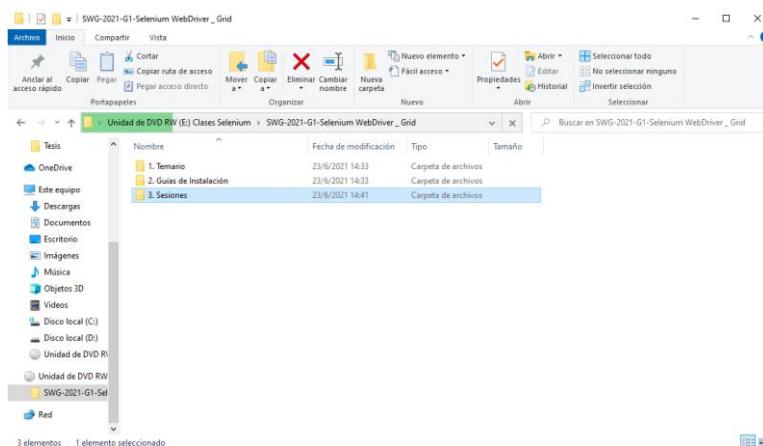 SWG-2021-G1-Selenium WebDriver _ Grid
Archivo Inicio Compartir Vista
Anclar al acceso rápido
Copiar
Pegar
Cortar
Copiar ruta de acceso
Pegar acceso directo
Portapapeles
Mover a
Copiar a
Eliminar
Cambiar nombre
Organizar
Nueva carpeta
Nuevo elemento
Fácil acceso
Nuevo
Propiedades
Abrir
Editar
Historial
Abrir
Seleccionar todo
No seleccionar ninguno
Invertir selección
Seleccionar
Unidad de DVD RW (E:) Clases Selenium > SWG-2021-G1-Selenium WebDriver _ Grid
Buscar en SWG-2021-G1-Selenium WebDriver _ Grid
Tesis
OneDrive
Este equipo
Descargas
Documentos
Escritorio
Imágenes
Música
Objetos 3D
Videos
Disco local (C:)
Disco local (D:)
Unidad de DVD RW
Unidad de DVD RW
SWG-2021-G1-Sel
Red
Nombre Fecha de modificación Tipo Tamaño
1. Temario 23/6/2021 14:33 Carpeta de archivos
2. Guías de Instalación 23/6/2021 14:33 Carpeta de archivos
3. Sesiones 23/6/2021 14:41 Carpeta de archivos
3 elementos 1 elemento seleccionado